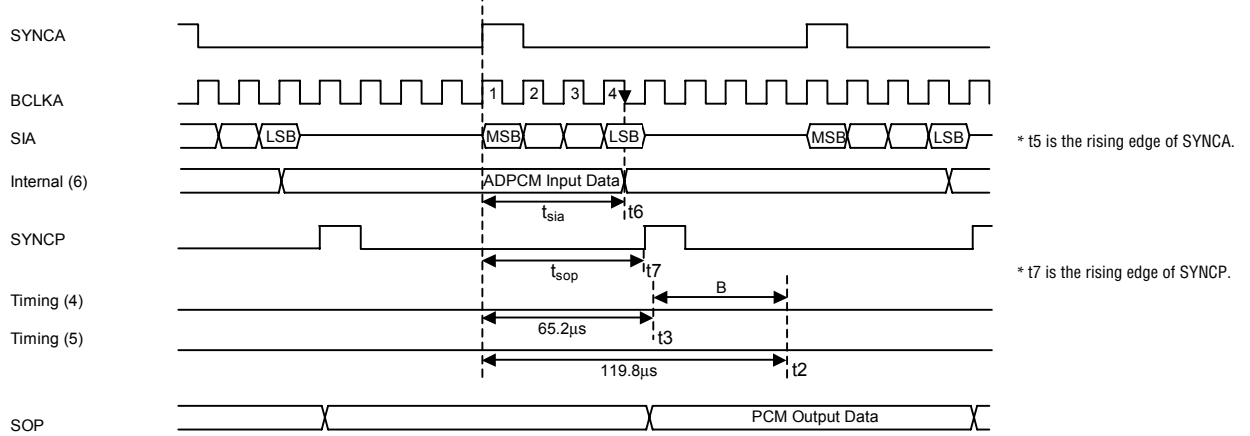 SYNCA
BCLKA
1 2 3 4
SIA
LSB MSB LSB MSB LSB
* t5 is the rising edge of SYNCA.
Internal (6)
ADPCM Input Data
tsia t6
SYNCP
tsop t7
* t7 is the rising edge of SYNCP.
B
Timing (4)
65.2μs t3
Timing (5)
119.8μs t2
SOP
PCM Output Data